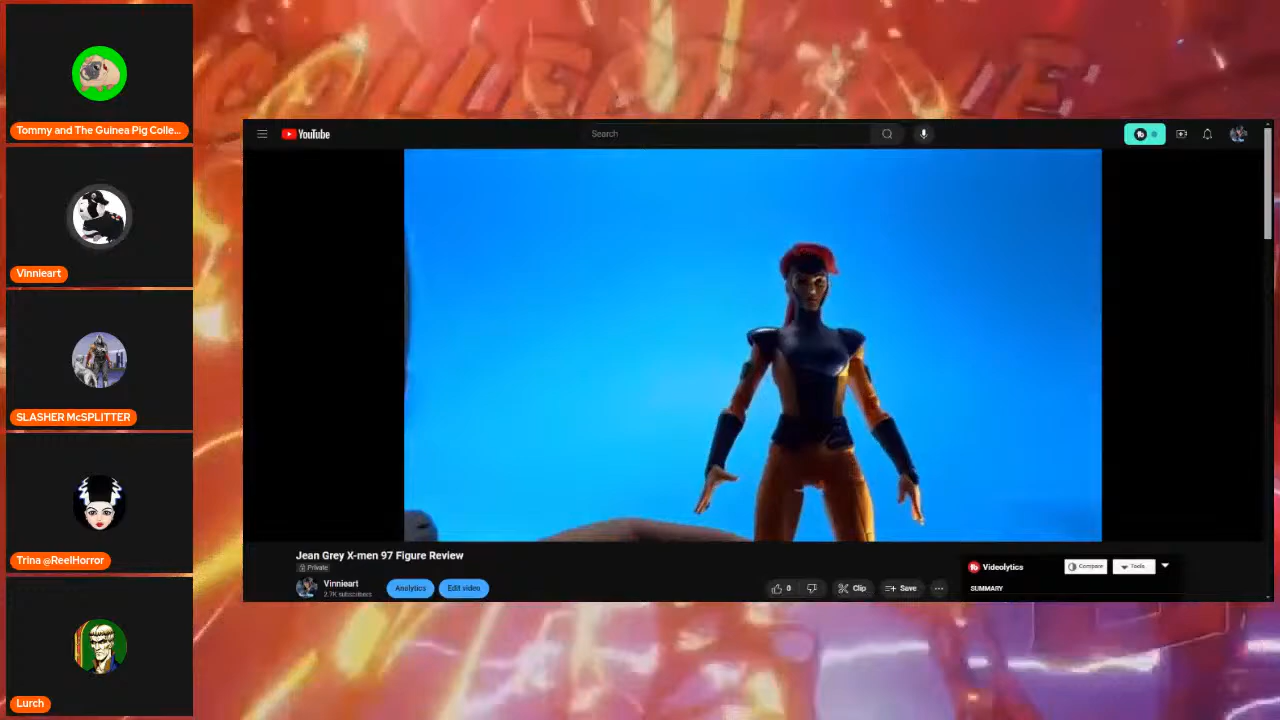 COLLECTIVE
Tommy and The Guinea Pig Colle...
Vinnieart
SLASHER McSPLITTER
Trina @ReelHorror
Lurch
YouTube
Search
Jean Grey X-men 97 Figure Review
Private
Vinnieart
2.7K subscribers
Analytics
Edit video
0
Clip
Save
Videolytics
Compare
Tools
SUMMARY